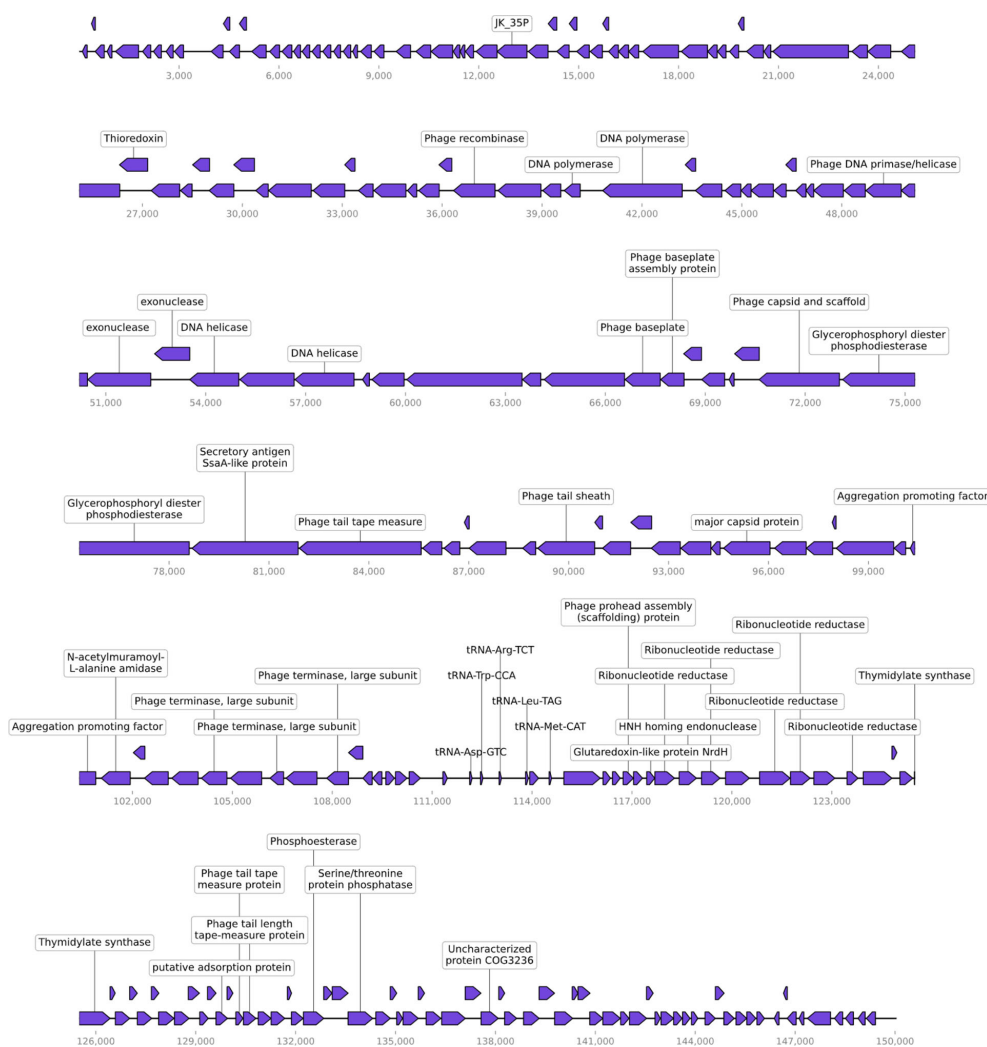 JK_35P
3,000 6,000 9,000 12,000 15,000 18,000 21,000 24,000
Thioredoxin Phage recombinase DNA polymerase
DNA polymerase Phage DNA primase/helicase
27,000 30,000 33,000 36,000 39,000 42,000 45,000 48,000
Phage baseplate
assembly protein
exonuclease Phage capsid and scaffold
exonuclease DNA helicase DNA helicase Phage baseplate Glycerophosphoryl diester
phosphodiesterase
51,000 54,000 57,000 60,000 63,000 66,000 69,000 72,000 75,000
Secretory antigen
SsaA-like protein
Glycerophosphoryl diester
phosphodiesterase
Phage tail tape measure Phage tail sheath major capsid protein Aggregation promoting factor
78,000 81,000 84,000 87,000 90,000 93,000 96,000 99,000
Phage prohead assembly
(scaffolding) protein
Ribonucleotide reductase
N-acetylmuramoyl-
L-alanine amidase
tRNA-Arg-TCT Ribonucleotide reductase
Phage terminase, large subunit tRNA-Trp-CCA Ribonucleotide reductase Thymidylate synthase
Phage terminase, large subunit tRNA-Leu-TAG Ribonucleotide reductase
Aggregation promoting factor Phage terminase, large subunit tRNA-Met-CAT HNH homing endonuclease Ribonucleotide reductase
tRNA-Asp-GTC Glutaredoxin-like protein NrdH
102,000 105,000 108,000 111,000 114,000 117,000 120,000 123,000
Phosphoesterase
Phage tail tape
measure protein
Serine/threonine
protein phosphatase
Phage tail length
tape-measure protein
Thymidylate synthase
Uncharacterized
protein COG3236
putative adsorption protein
126,000 129,000 132,000 135,000 138,000 141,000 144,000 147,000 150,000